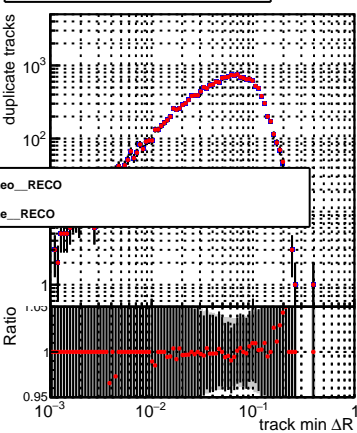 duplicate tracks
10³
10²
eo__RECO
e__RECO
1
Ratio
1.05
1
0.95
10⁻³
10⁻²
10⁻¹
1
track min ΔR